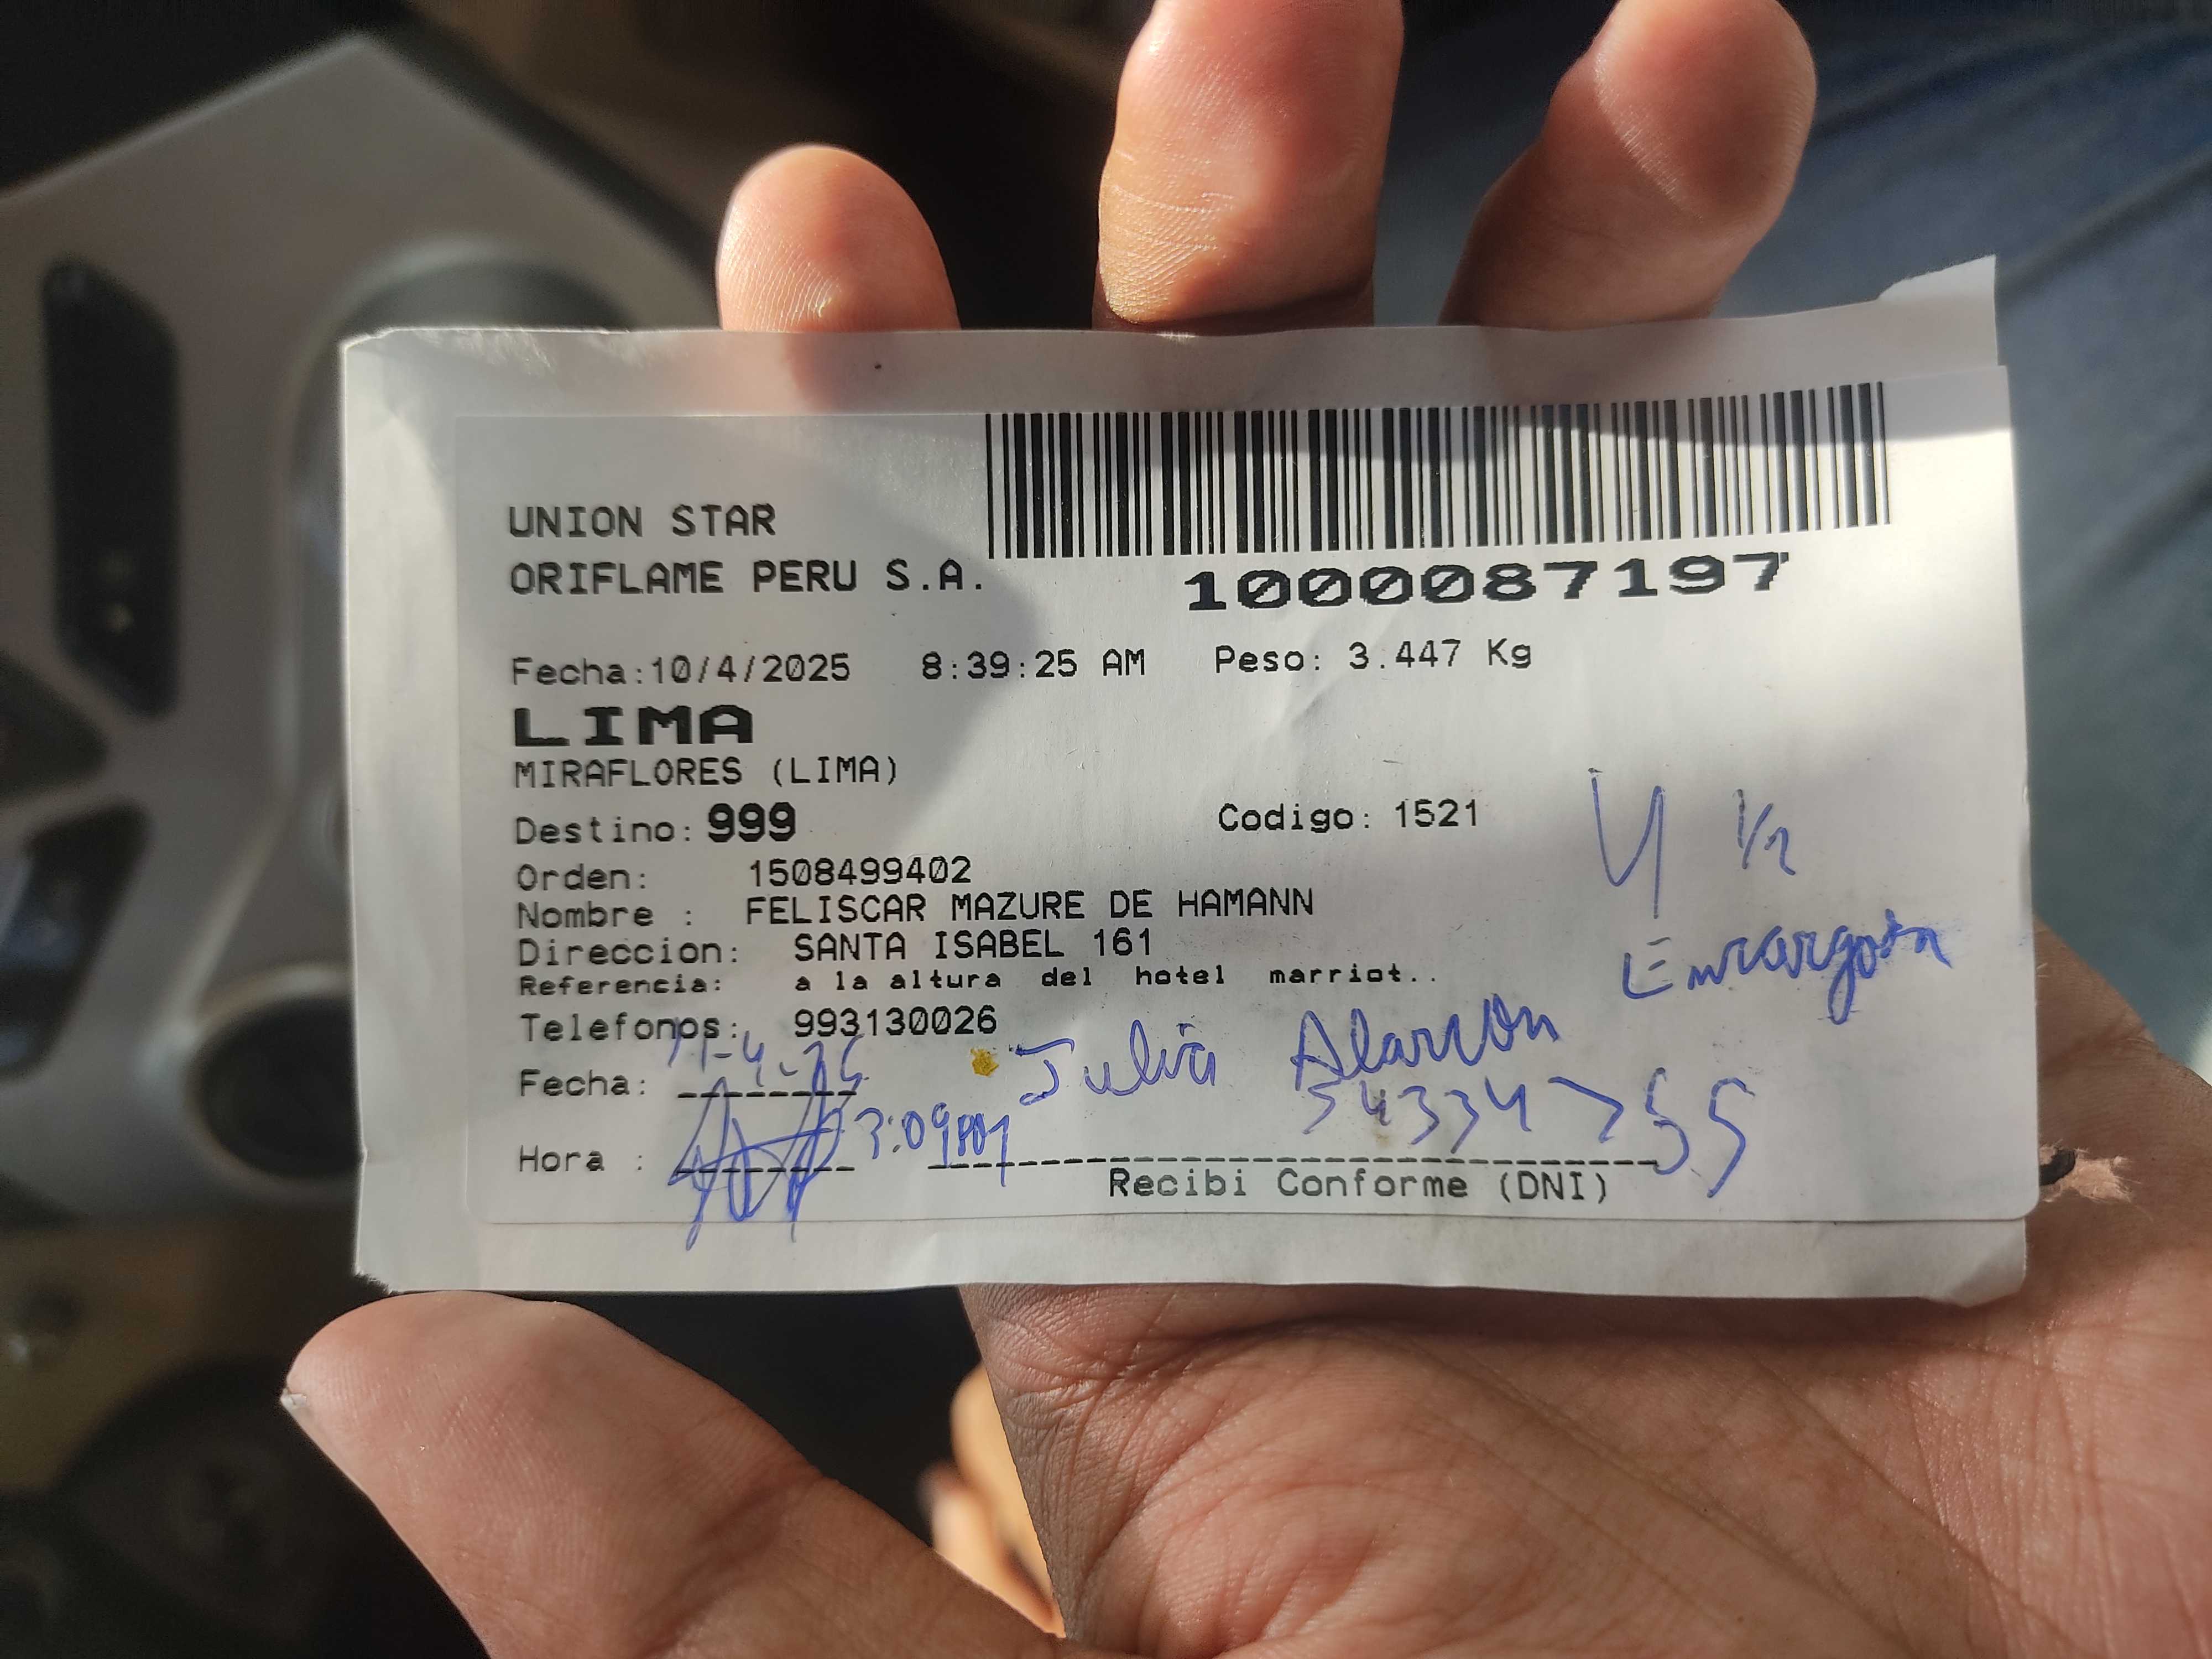 UNION STAR
ORIFLAME PERU S.A.
1000087197
Fecha:10/4/2025 8:39:25 AM Peso: 3.447 Kg
LIMA
MIRAFLORES (LIMA)
Destino: 999 Codigo: 1521
Orden: 1508499402
Nombre : FELISCAR MAZURE DE HAMANN
Direccion: SANTA ISABEL 161
Referencia: a la altura del hotel marriot..
Telefonos: 993130026
Fecha:
Julia Alarcon
Hora :
Recibi Conforme (DNI)